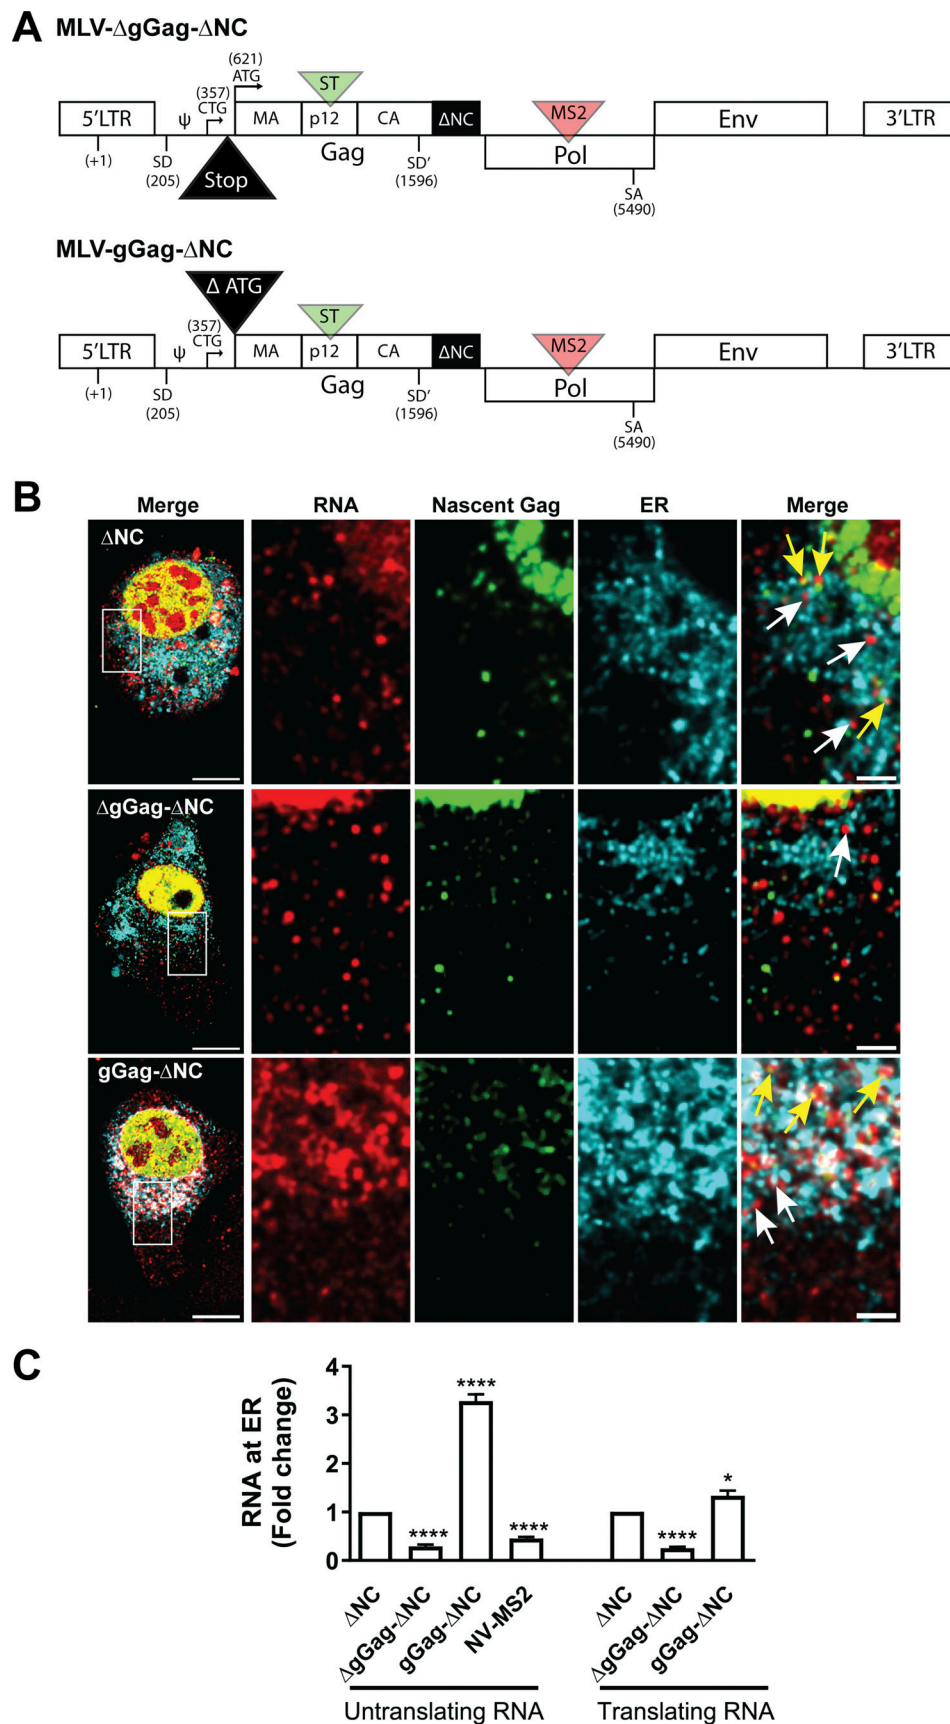 A MLV-ΔgGag-ΔNC
(621)
ATG
(357)
CTG
ST
MS2
5'LTR
ψ
MA
p12
CA
ΔNC
Env
3'LTR
Gag
Pol
(+1)
SD
(205)
Stop
SD'
(1596)
SA
(5490)
MLV-gGag-ΔNC
Δ ATG
(357)
CTG
ST
MS2
5'LTR
ψ
MA
p12
CA
ΔNC
Env
3'LTR
Gag
Pol
(+1)
SD
(205)
SD'
(1596)
SA
(5490)
B
Merge RNA Nascent Gag ER Merge
ΔNC
ΔgGag-ΔNC
gGag-ΔNC
C
RNA at ER
(Fold change)
4
3
2
1
0
****
****
****
****
*
ΔNC
ΔgGag-ΔNC
gGag-ΔNC
NV-MS2
ΔNC
ΔgGag-ΔNC
gGag-ΔNC
Untranslating RNA
Translating RNA